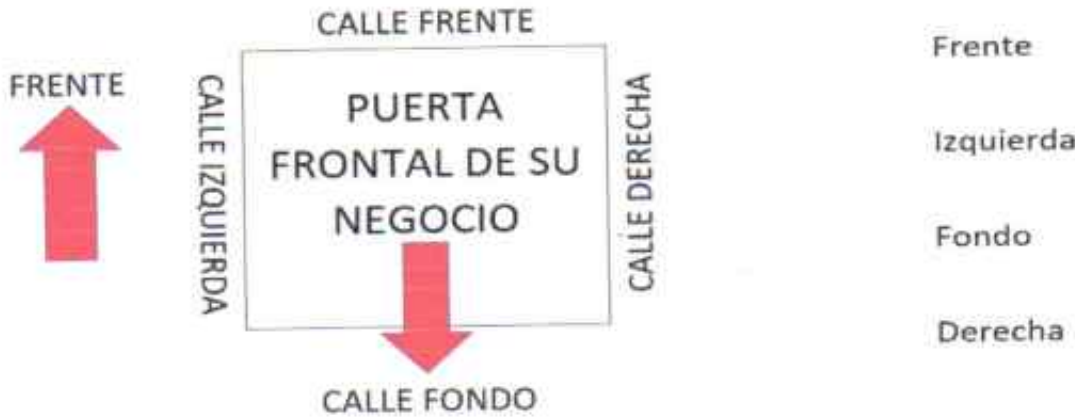 CALLE FRENTE
FRENTE
CALLE IZQUIERDA
PUERTA
FRONTAL DE SU
NEGOCIO
CALLE DERECHA
CALLE FONDO
Frente
Izquierda
Fondo
Derecha